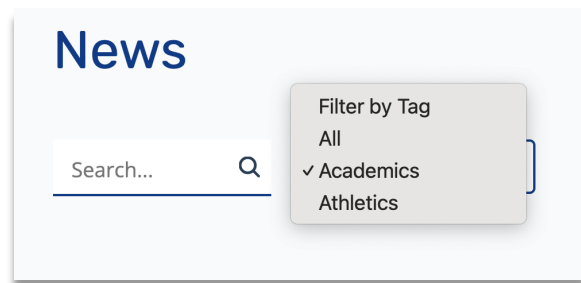 News
Search...
Filter by Tag
All
✓ Academics
Athletics